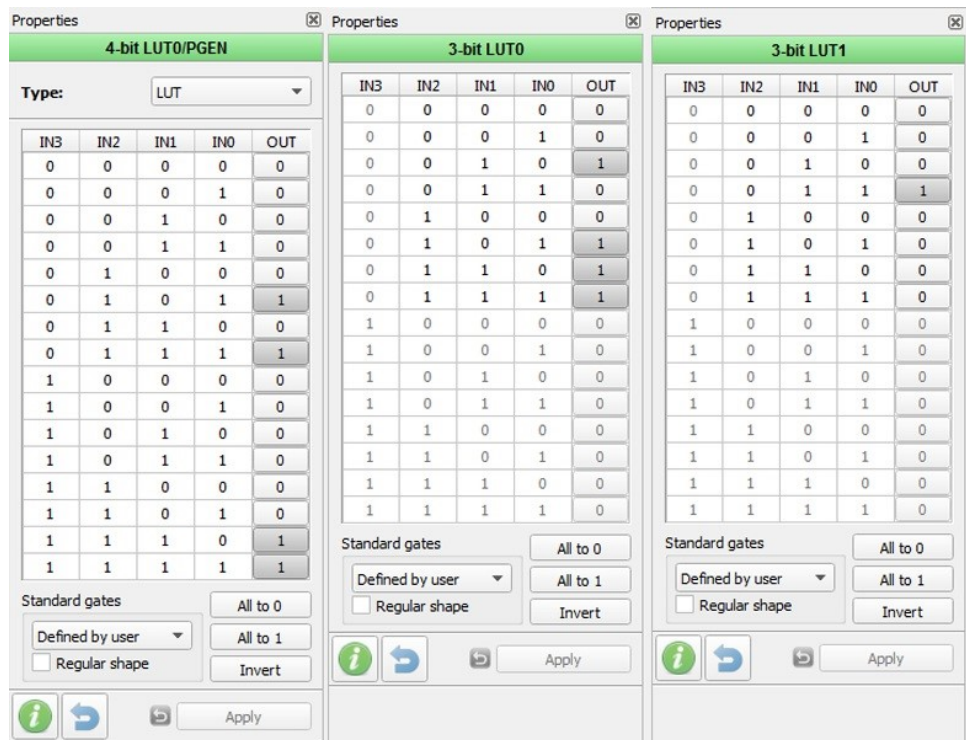 Properties
4-bit LUT0/PGEN
Type: LUT
IN3 IN2 IN1 IN0 OUT
0 0 0 0 0
0 0 0 1 0
0 0 1 0 0
0 0 1 1 0
0 1 0 0 0
0 1 0 1 1
0 1 1 0 0
0 1 1 1 1
1 0 0 0 0
1 0 0 1 0
1 0 1 0 0
1 0 1 1 0
1 1 0 0 0
1 1 0 1 0
1 1 1 0 1
1 1 1 1 1
Standard gates
All to 0
Defined by user
All to 1
Regular shape
Invert
Apply
Properties
3-bit LUT0
IN3 IN2 IN1 IN0 OUT
0 0 0 0 0
0 0 0 1 0
0 0 1 0 1
0 0 1 1 0
0 1 0 0 0
0 1 0 1 1
0 1 1 0 1
0 1 1 1 1
1 0 0 0 0
1 0 0 1 0
1 0 1 0 0
1 0 1 1 0
1 1 0 0 0
1 1 0 1 0
1 1 1 0 0
1 1 1 1 0
Standard gates
All to 0
Defined by user
All to 1
Regular shape
Invert
Apply
Properties
3-bit LUT1
IN3 IN2 IN1 IN0 OUT
0 0 0 0 0
0 0 0 1 0
0 0 1 0 0
0 0 1 1 1
0 1 0 0 0
0 1 0 1 0
0 1 1 0 0
0 1 1 1 0
1 0 0 0 0
1 0 0 1 0
1 0 1 0 0
1 0 1 1 0
1 1 0 0 0
1 1 0 1 0
1 1 1 0 0
1 1 1 1 0
Standard gates
All to 0
Defined by user
All to 1
Regular shape
Invert
Apply